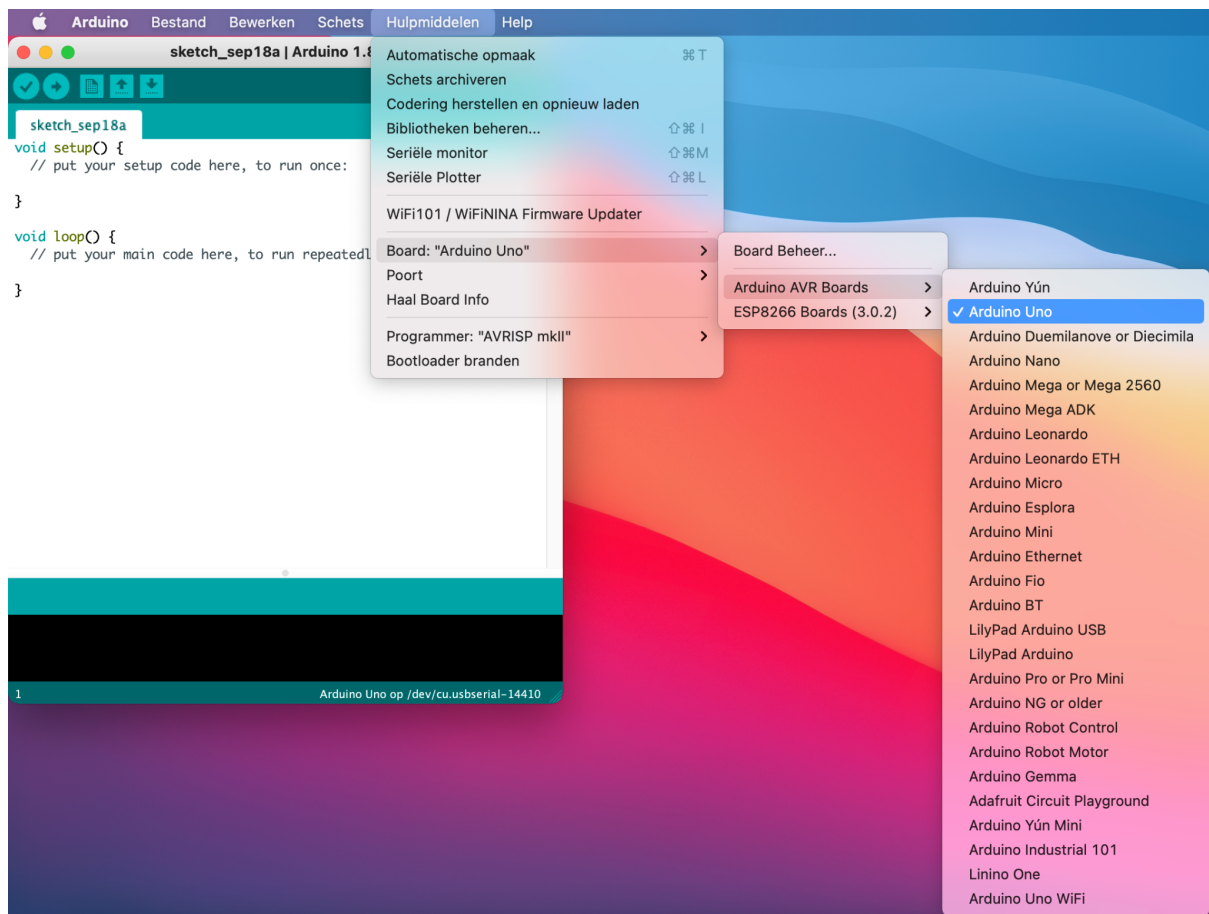 Arduino Bestand Bewerken Schets Hulpmiddelen Help
sketch_sep18a | Arduino 1.8
sketch_sep18a
void setup() {
// put your setup code here, to run once:
}
void loop() {
// put your main code here, to run repeatedl
}
1
Arduino Uno op /dev/cu.usbserial-14410
Automatische opmaak ⌘T
Schets archiveren
Codering herstellen en opnieuw laden
Bibliotheken beheren... ⇧⌘I
Seriële monitor ⇧⌘M
Seriële Plotter ⇧⌘L
WiFi101 / WiFiNINA Firmware Updater
Board: "Arduino Uno"
Poort
Haal Board Info
Programmer: "AVRISP mkII"
Bootloader branden
Board Beheer...
Arduino AVR Boards
ESP8266 Boards (3.0.2)
Arduino Yún
✓ Arduino Uno
Arduino Duemilanove or Diecimila
Arduino Nano
Arduino Mega or Mega 2560
Arduino Mega ADK
Arduino Leonardo
Arduino Leonardo ETH
Arduino Micro
Arduino Esplora
Arduino Mini
Arduino Ethernet
Arduino Fio
Arduino BT
LilyPad Arduino USB
LilyPad Arduino
Arduino Pro or Pro Mini
Arduino NG or older
Arduino Robot Control
Arduino Robot Motor
Arduino Gemma
Adafruit Circuit Playground
Arduino Yún Mini
Arduino Industrial 101
Linino One
Arduino Uno WiFi